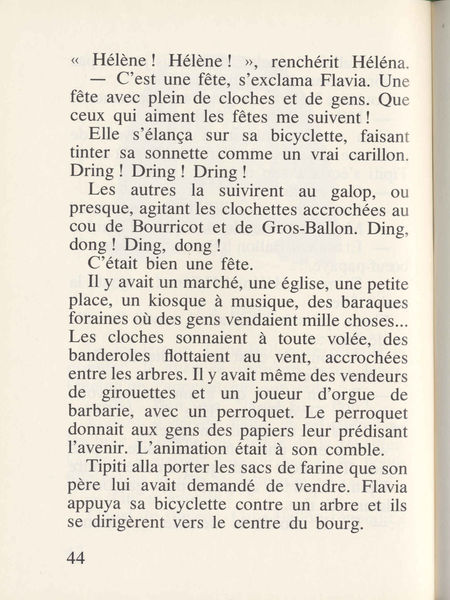 « Hélène ! Hélène ! », renchérit Héléna.
— C'est une fête, s'exclama Flavia. Une
fête avec plein de cloches et de gens. Que
ceux qui aiment les fêtes me suivent !
Elle s'élança sur sa bicyclette, faisant
tinter sa sonnette comme un vrai carillon.
Dring ! Dring ! Dring !
Les autres la suivirent au galop, ou
presque, agitant les clochettes accrochées au
cou de Bourricot et de Gros-Ballon. Ding,
dong ! Ding, dong !
C'était bien une fête.
Il y avait un marché, une église, une petite
place, un kiosque à musique, des baraques
foraines où des gens vendaient mille choses...
Les cloches sonnaient à toute volée, des
banderoles flottaient au vent, accrochées
entre les arbres. Il y avait même des vendeurs
de girouettes et un joueur d'orgue de
barbarie, avec un perroquet. Le perroquet
donnait aux gens des papiers leur prédisant
l'avenir. L'animation était à son comble.
Tipiti alla porter les sacs de farine que son
père lui avait demandé de vendre. Flavia
appuya sa bicyclette contre un arbre et ils
se dirigèrent vers le centre du bourg.
44